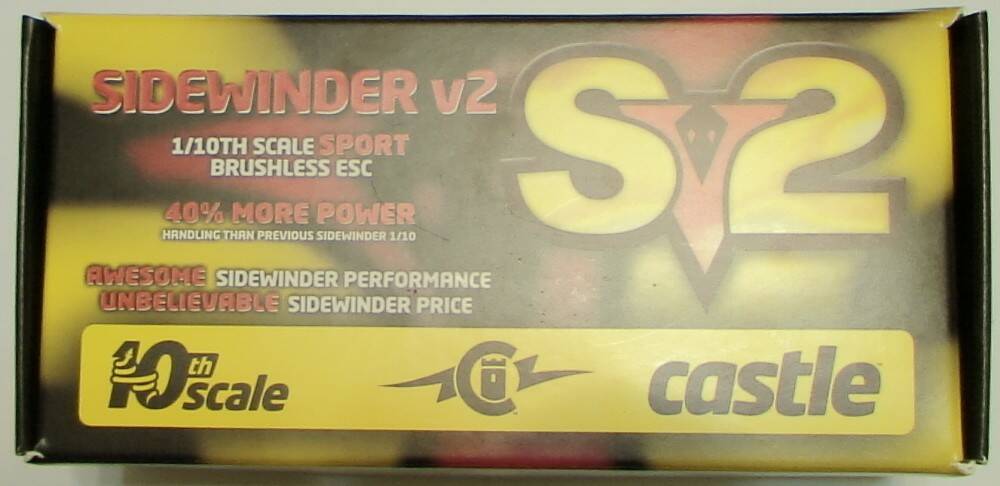 SIDEWINDER v2
1/10TH SCALE SPORT
BRUSHLESS ESC
40% MORE POWER
HANDLING THAN PREVIOUS SIDEWINDER 1/10
AWESOME SIDEWINDER PERFORMANCE
UNBELIEVABLE SIDEWINDER PRICE
SV2
10th scale
castle